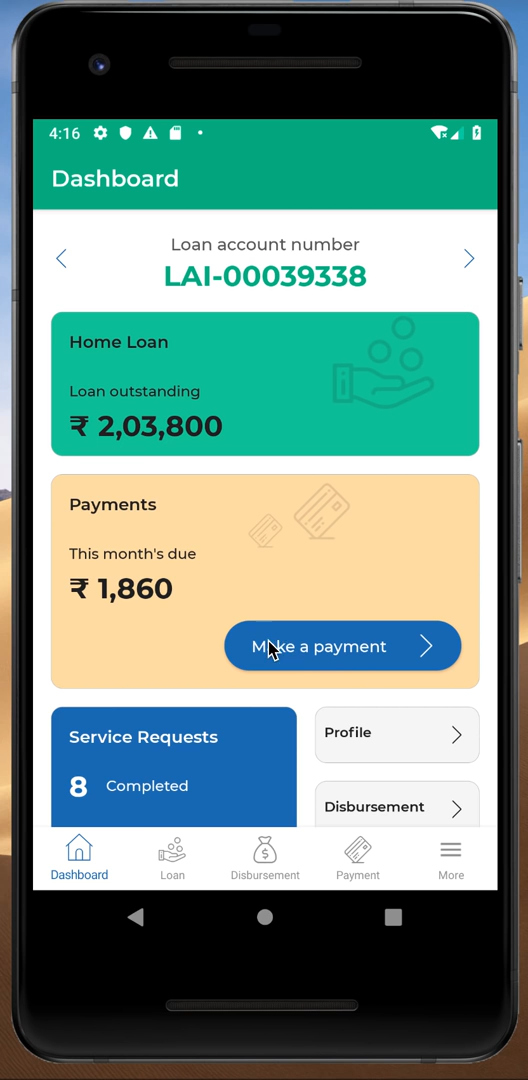 4:16
Dashboard
Loan account number
LAI-00039338
Home Loan
Loan outstanding
₹ 2,03,800
Payments
This month's due
₹ 1,860
Make a payment
Service Requests
8 Completed
Profile
Disbursement
Dashboard Loan Disbursement Payment More